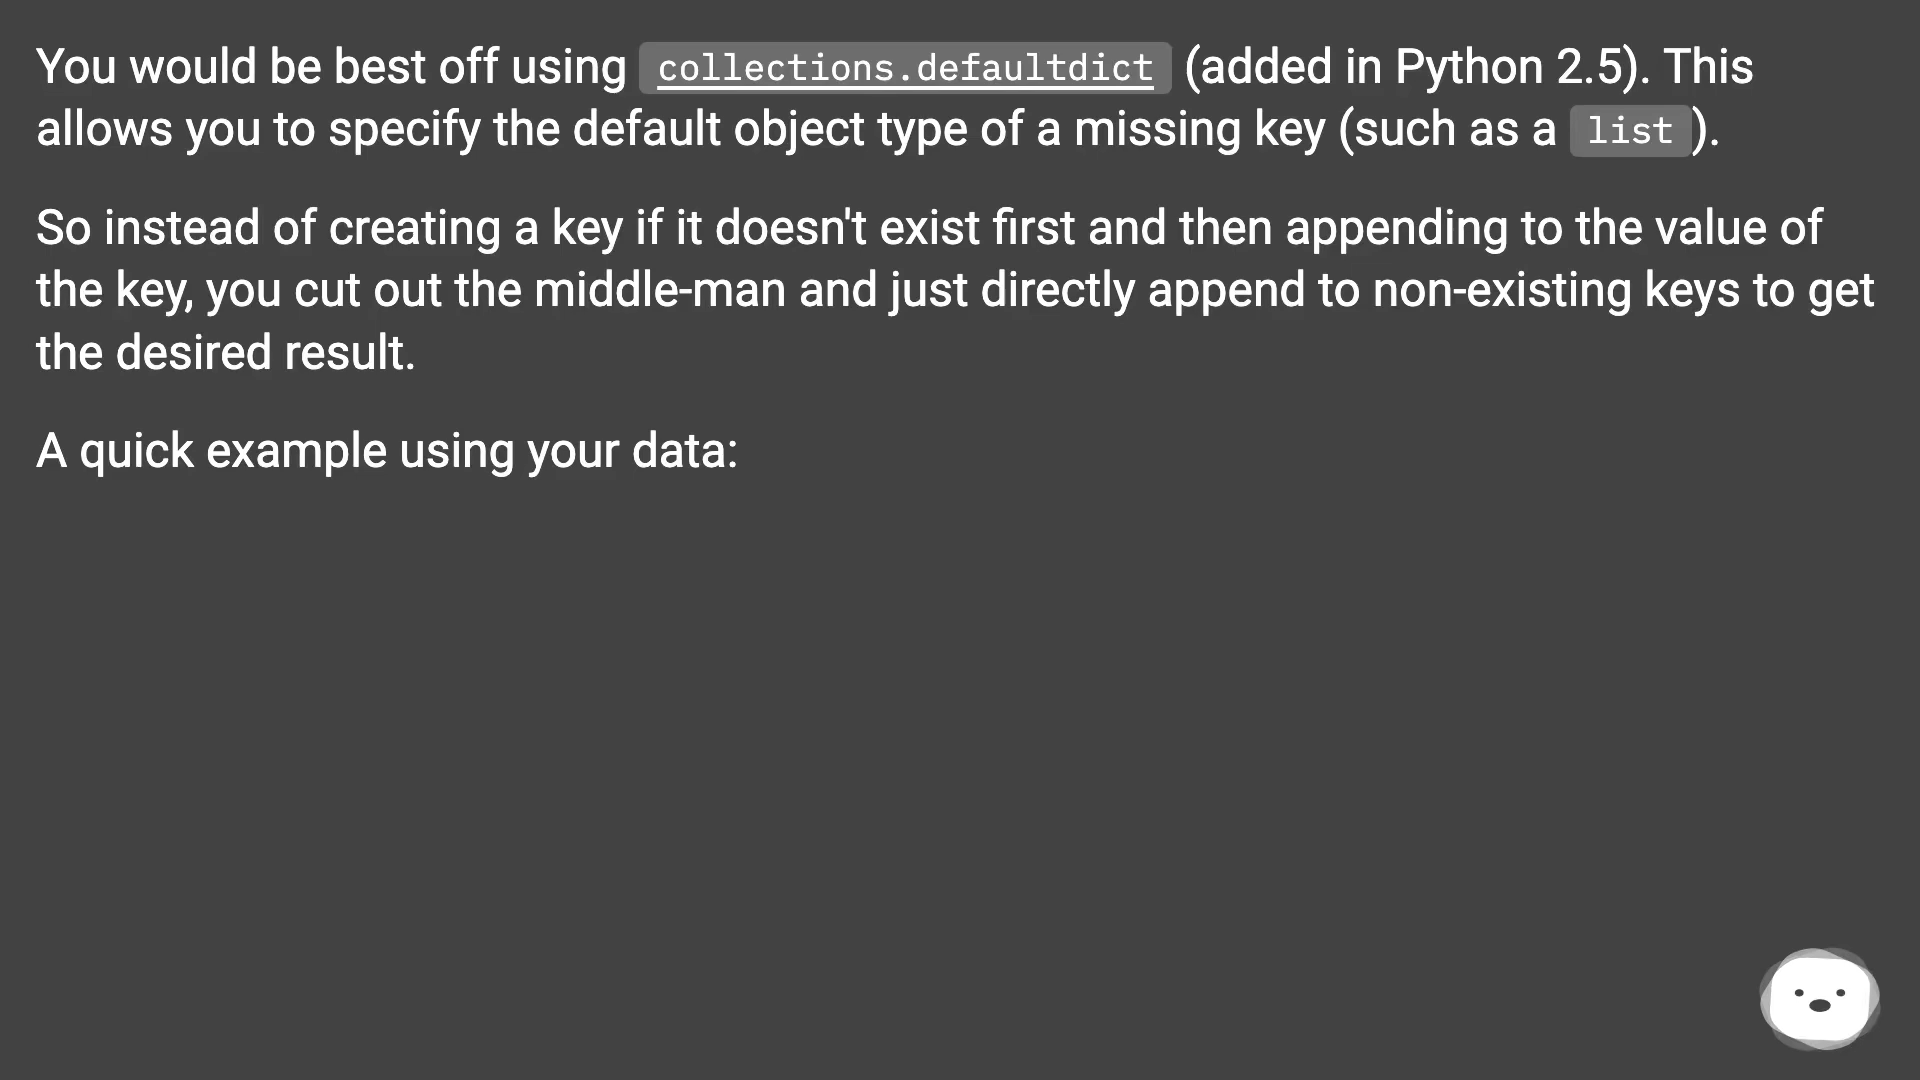 You would be best off using collections.defaultdict (added in Python 2.5). This
allows you to specify the default object type of a missing key (such as a list ).
So instead of creating a key if it doesn't exist first and then appending to the value of
the key, you cut out the middle-man and just directly append to non-existing keys to get
the desired result.
A quick example using your data: